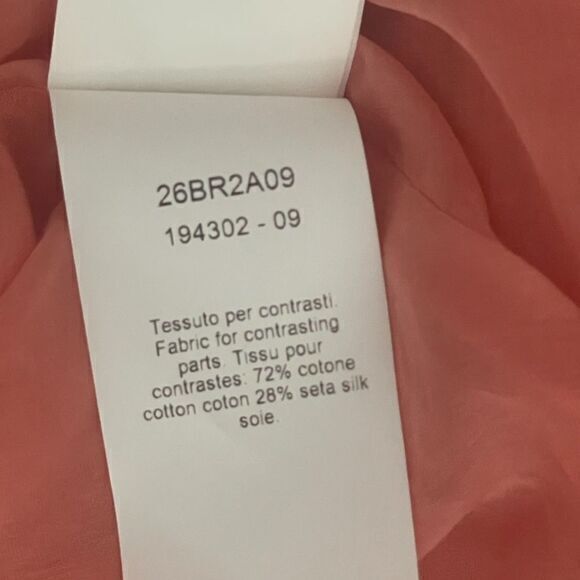 26BR2A09
194302 - 09
Tessuto per contrasti.
Fabric for contrasting
parts. Tissu pour
contrastes: 72% cotone
cotton coton 28% seta silk
soie.